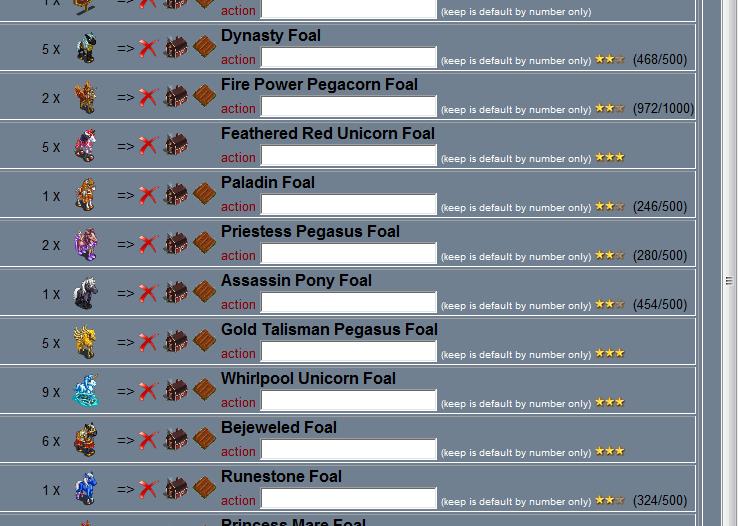 1 x
action (keep is default by number only)
5 x => Dynasty Foal
action (keep is default by number only) (468/500)
2 x => Fire Power Pegacorn Foal
action (keep is default by number only) (972/1000)
5 x => Feathered Red Unicorn Foal
action (keep is default by number only)
1 x => Paladin Foal
action (keep is default by number only) (246/500)
2 x => Priestess Pegasus Foal
action (keep is default by number only) (280/500)
1 x => Assassin Pony Foal
action (keep is default by number only) (454/500)
5 x => Gold Talisman Pegasus Foal
action (keep is default by number only)
9 x => Whirlpool Unicorn Foal
action (keep is default by number only)
6 x => Bejeweled Foal
action (keep is default by number only)
1 x => Runestone Foal
action (keep is default by number only) (324/500)
Princess Mare Foal